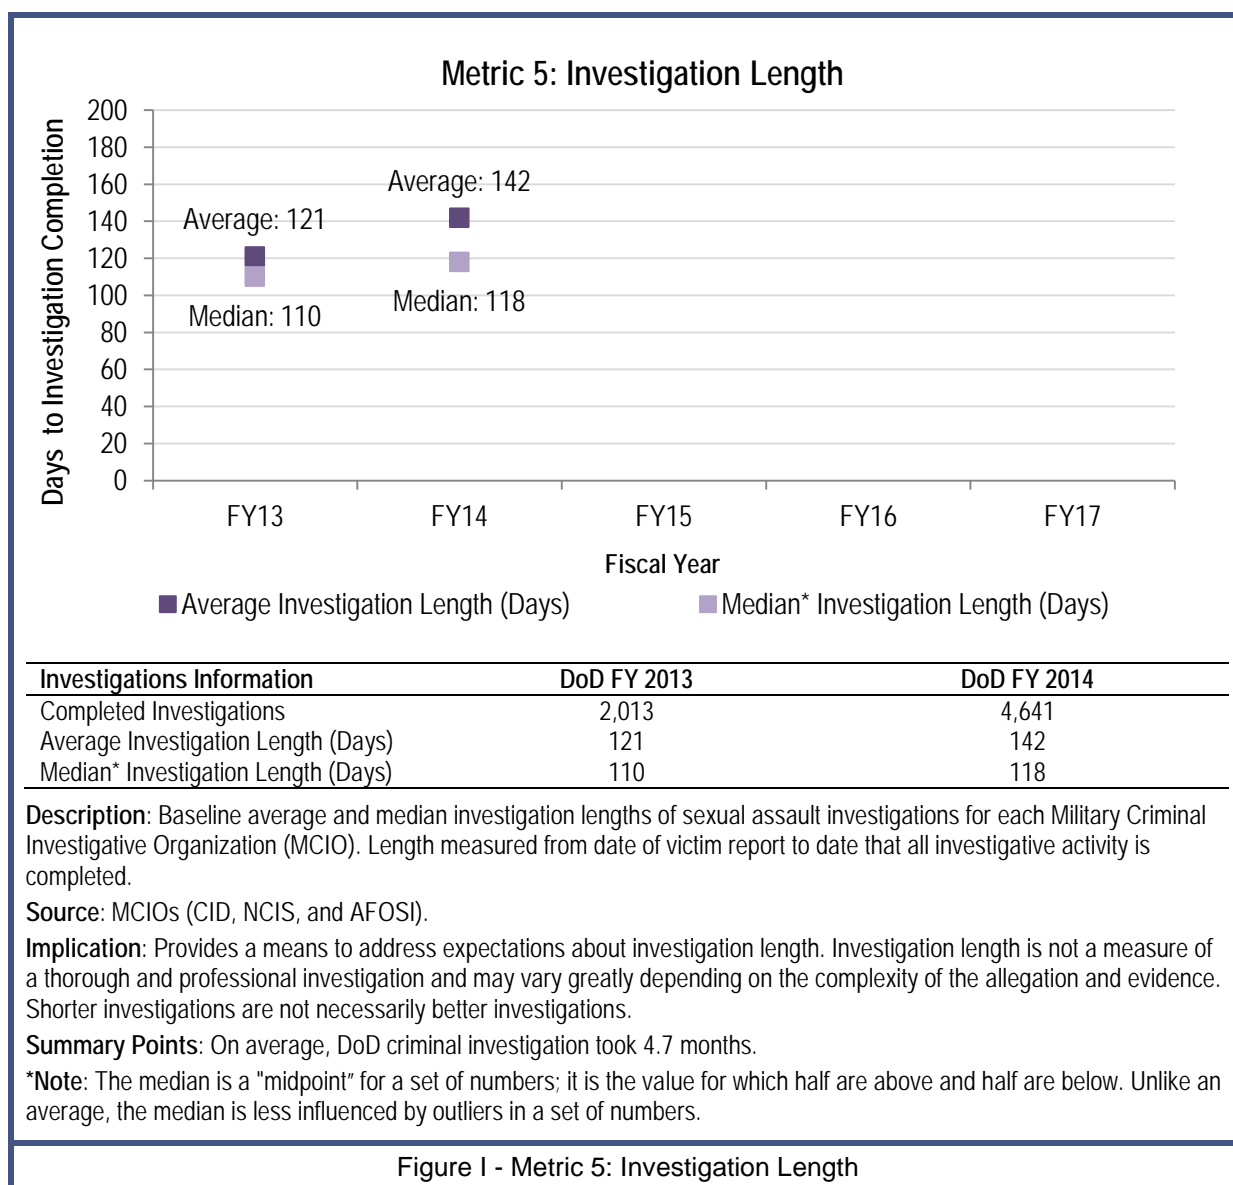 Metric 5: Investigation Length
Days to Investigation Completion
200
180
160
140
120
100
80
60
40
20
0
Average: 121
Median: 110
Average: 142
Median: 118
FY13 FY14 FY15 FY16 FY17
Fiscal Year
Average Investigation Length (Days) Median* Investigation Length (Days)
Investigations Information DoD FY 2013 DoD FY 2014
Completed Investigations 2,013 4,641
Average Investigation Length (Days) 121 142
Median* Investigation Length (Days) 110 118
Description: Baseline average and median investigation lengths of sexual assault investigations for each Military Criminal
Investigative Organization (MCIO). Length measured from date of victim report to date that all investigative activity is
completed.
Source: MCIOs (CID, NCIS, and AFOSI).
Implication: Provides a means to address expectations about investigation length. Investigation length is not a measure of
a thorough and professional investigation and may vary greatly depending on the complexity of the allegation and evidence.
Shorter investigations are not necessarily better investigations.
Summary Points: On average, DoD criminal investigation took 4.7 months.
*Note: The median is a "midpoint" for a set of numbers; it is the value for which half are above and half are below. Unlike an
average, the median is less influenced by outliers in a set of numbers.
Figure I - Metric 5: Investigation Length